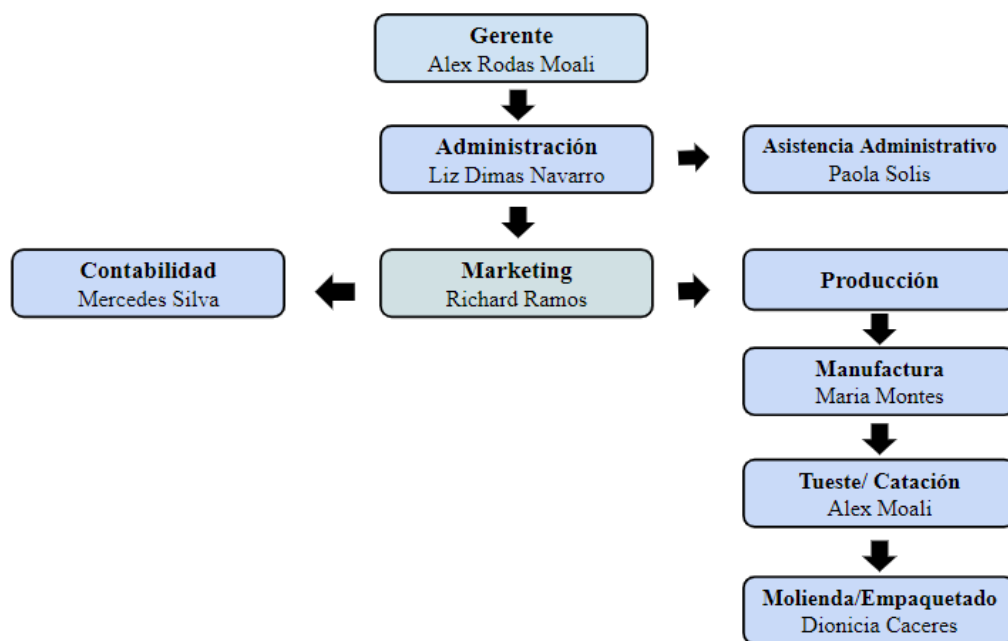 Gerente
Alex Rodas Moali
Administración
Liz Dimas Navarro
Asistencia Administrativo
Paola Solis
Contabilidad
Mercedes Silva
Marketing
Richard Ramos
Producción
Manufactura
Maria Montes
Tueste/ Catación
Alex Moali
Molienda/Empaquetado
Dionicia Caceres